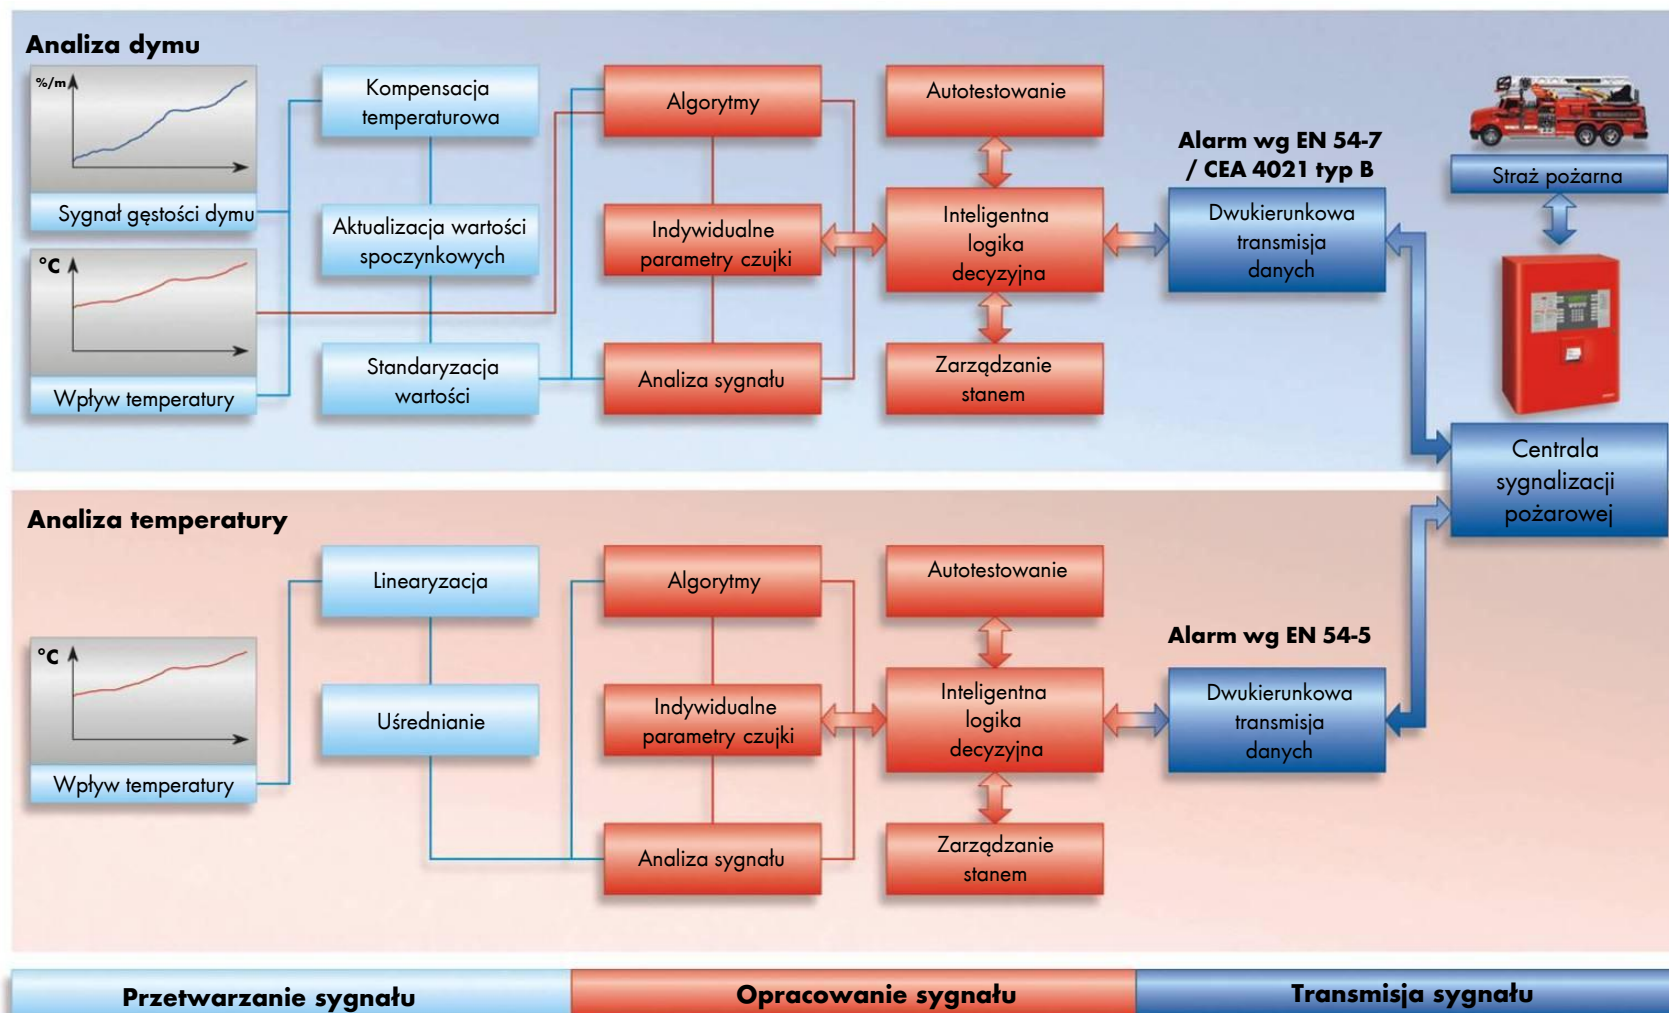 Analiza dymu
%/m
Sygnał gęstości dymu
°C
Wpływ temperatury
Kompensacja
temperaturowa
Aktualizacja wartości
spoczynkowych
Standaryzacja
wartości
Algorytmy
Indywidualne
parametry czujki
Analiza sygnału
Autotestowanie
Inteligentna
logika
decyzyjna
Zarządzanie
stanem
Alarm wg EN 54-7
/ CEA 4021 typ B
Dwukierunkowa
transmisja
danych
Straż pożarna
Centrala
sygnalizacji
pożarowej
Analiza temperatury
°C
Wpływ temperatury
Linearyzacja
Uśrednianie
Algorytmy
Indywidualne
parametry czujki
Analiza sygnału
Autotestowanie
Inteligentna
logika
decyzyjna
Zarządzanie
stanem
Alarm wg EN 54-5
Dwukierunkowa
transmisja
danych
Przetwarzanie sygnału
Opracowanie sygnału
Transmisja sygnału